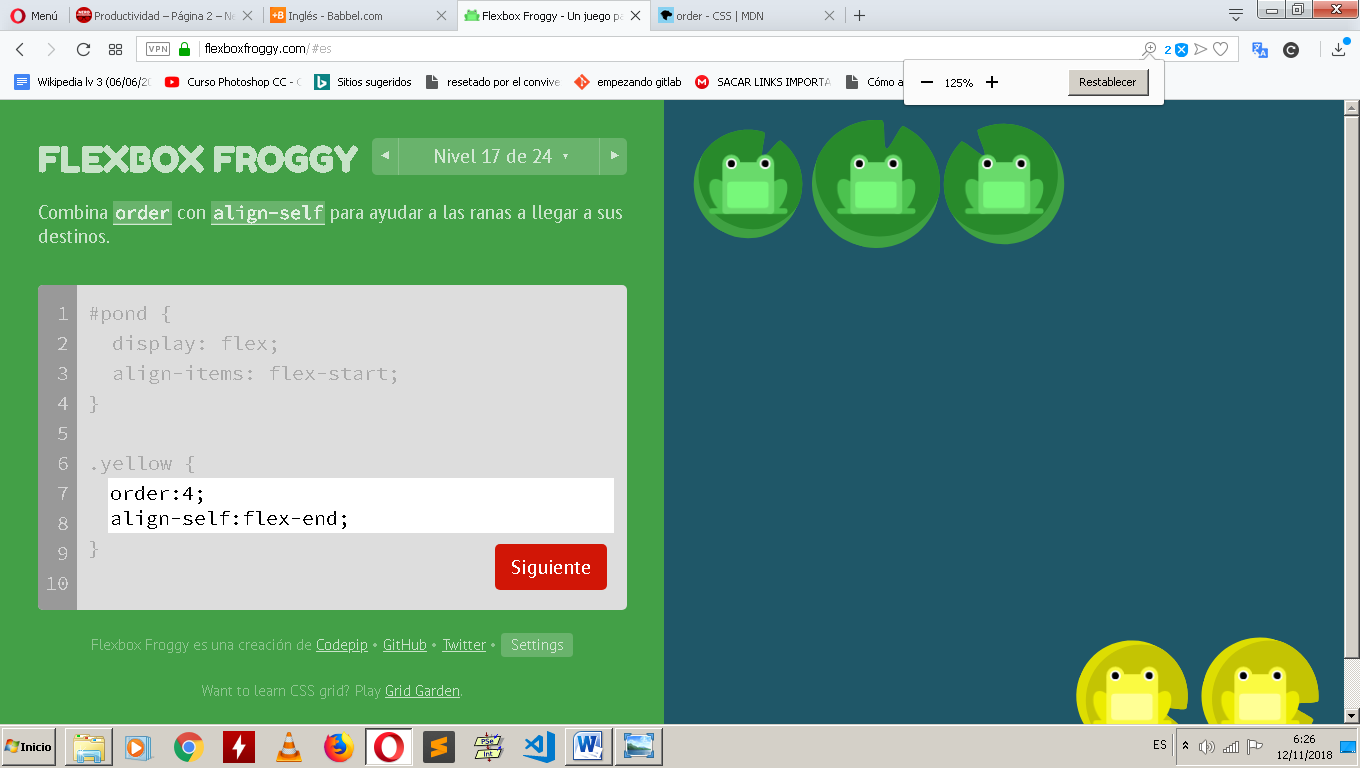 Menú
Productividad – Página 2 – Ne
Inglés - Babbel.com
Flexbox Froggy - Un juego pa
order - CSS | MDN
VPN
flexboxfroggy.com/#es
2
Wikipedia lv 3 (06/06/20
Curso Photoshop CC - C
Sitios sugeridos
resetado por el convive
empezando gitlab
SACAR LINKS IMPORTA
Cómo a
125%
Restablecer
FLEXBOX FROGGY
Nivel 17 de 24
Combina order con align-self para ayudar a las ranas a llegar a sus
destinos.
1 #pond {
2 display: flex;
3 align-items: flex-start;
4 }
5
6 .yellow {
7 order:4;
8 align-self:flex-end;
9 }
10
Siguiente
Flexbox Froggy es una creación de Codepip • GitHub • Twitter • Settings
Want to learn CSS grid? Play Grid Garden.
Inicio
PSe
Int
ES
6:26
12/11/2018